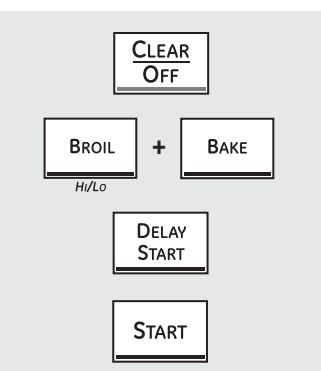 CLEAR
OFF
BROIL + BAKE
HI/LO
DELAY
START
START